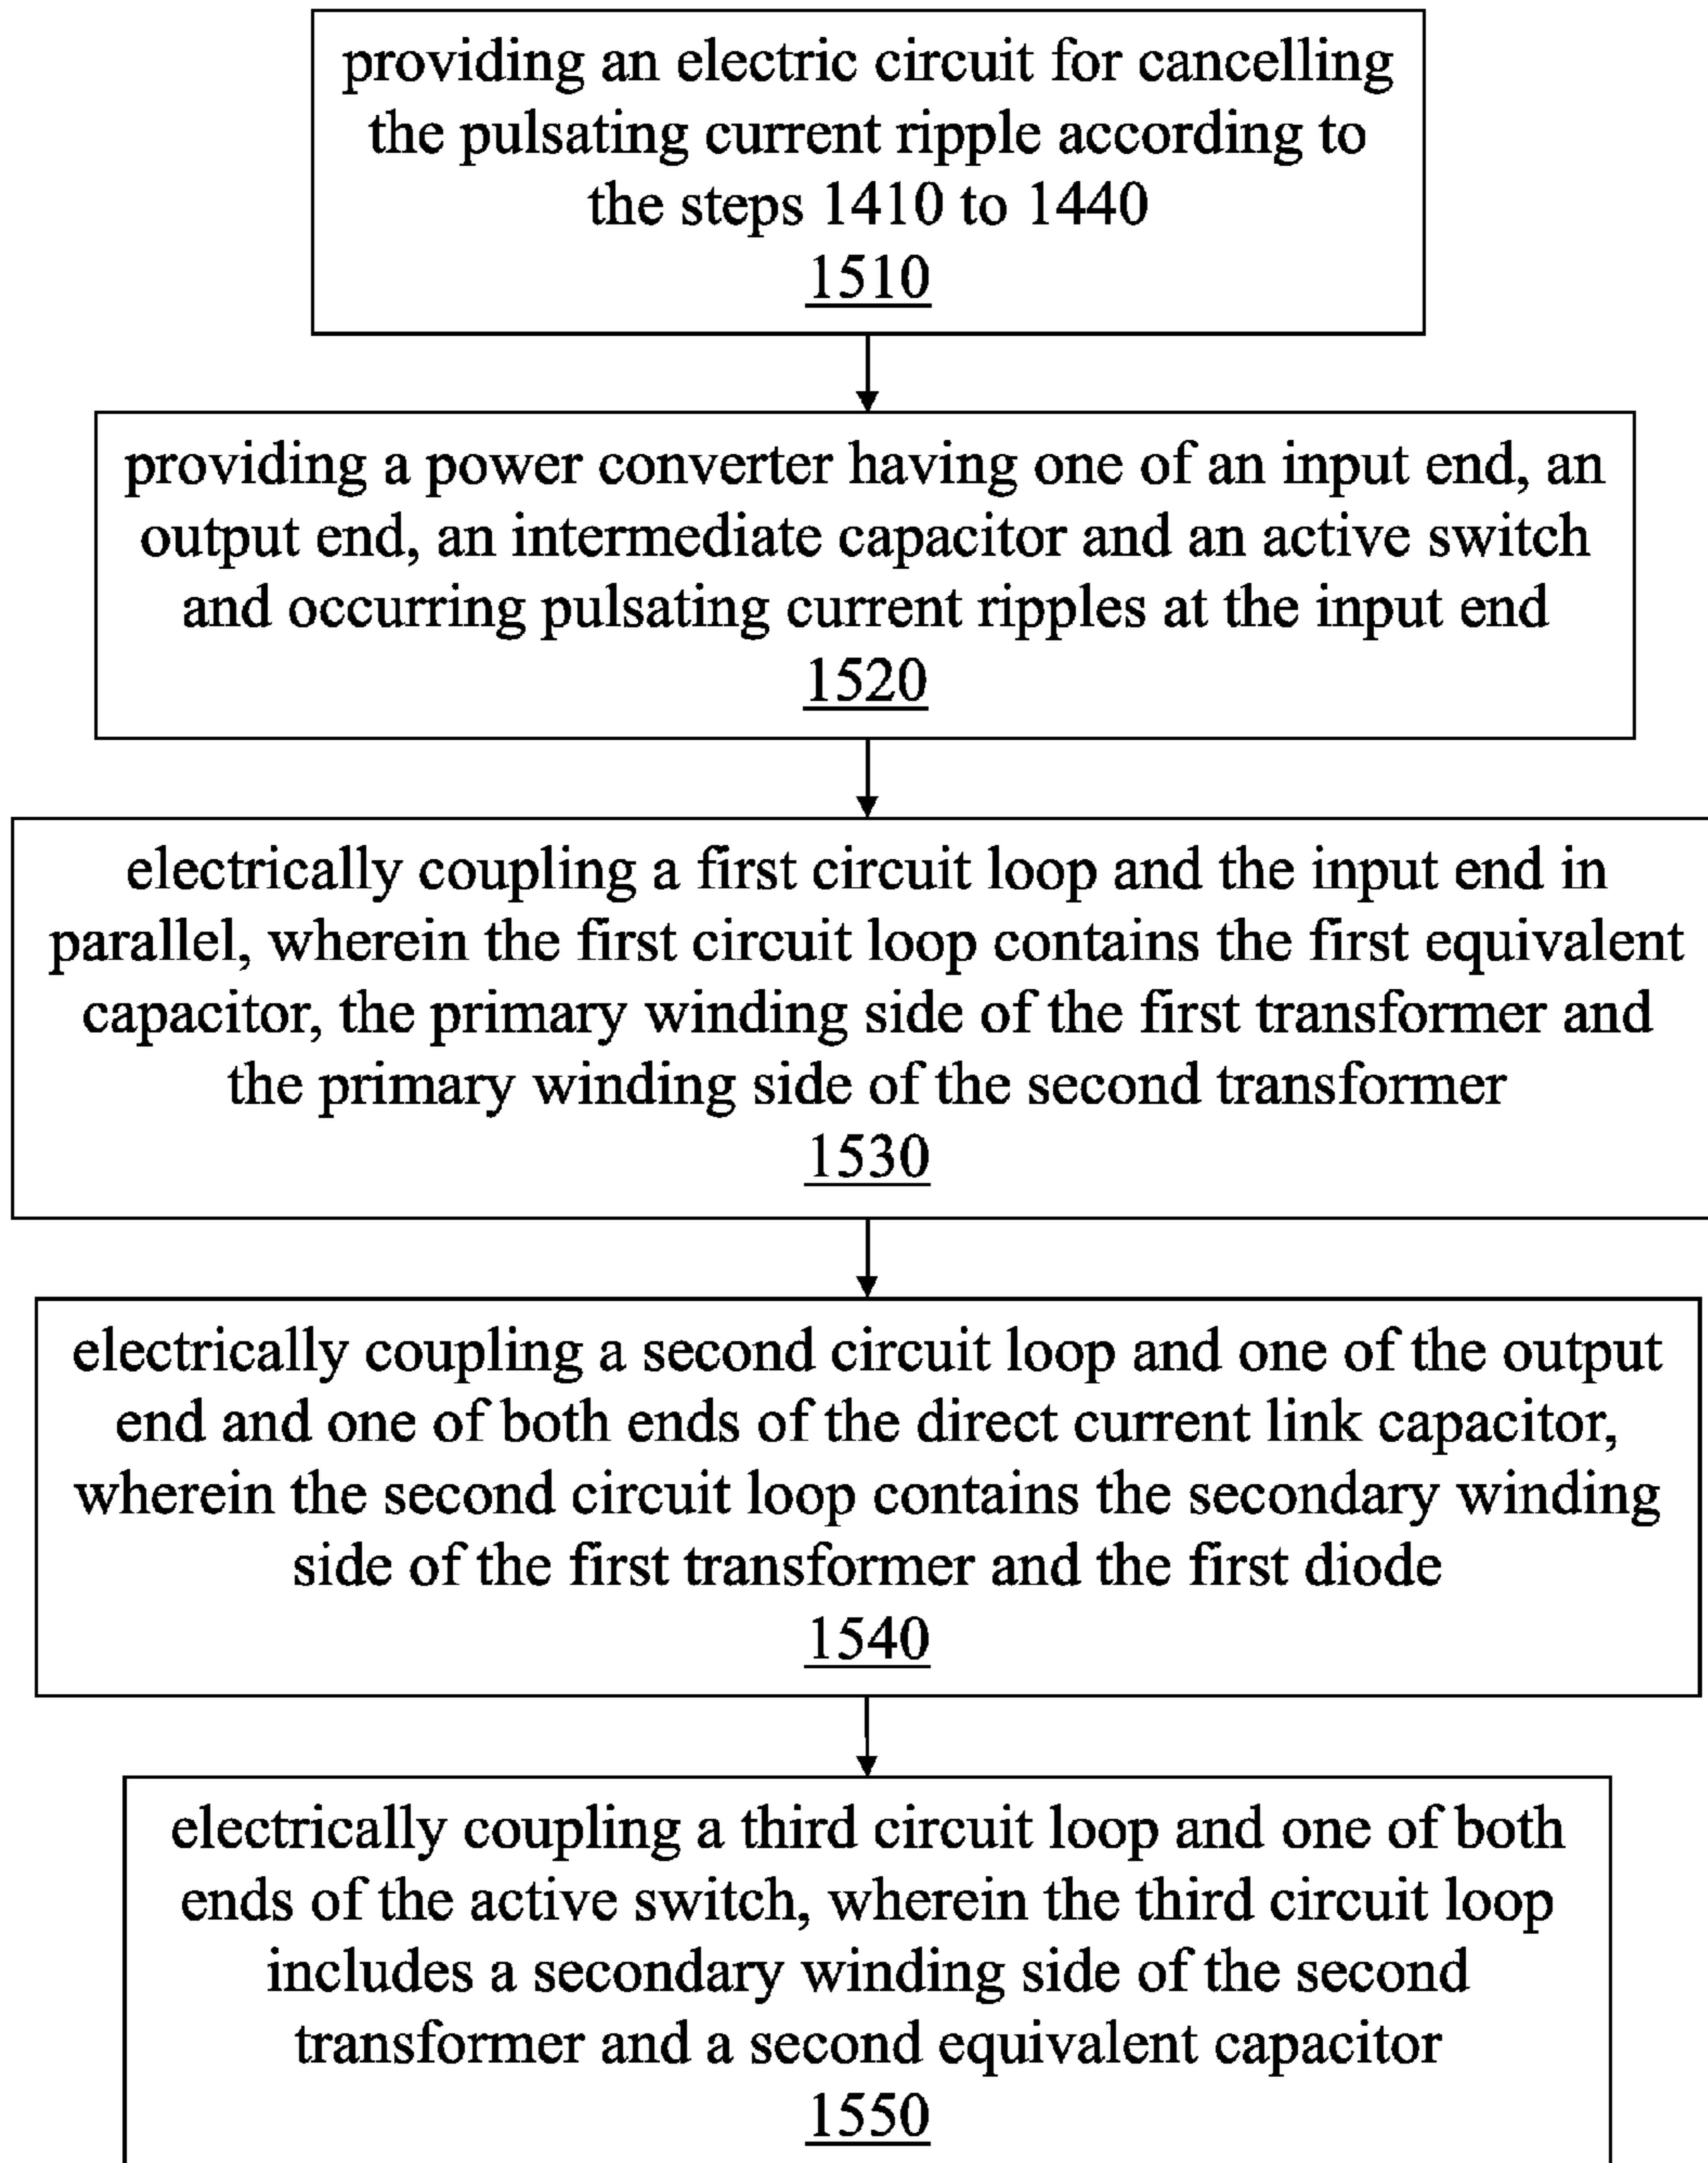 providing an electric circuit for cancelling
the pulsating current ripple according to
the steps 1410 to 1440
1510
providing a power converter having one of an input end, an
output end, an intermediate capacitor and an active switch
and occurring pulsating current ripples at the input end
1520
electrically coupling a first circuit loop and the input end in
parallel, wherein the first circuit loop contains the first equivalent
capacitor, the primary winding side of the first transformer and
the primary winding side of the second transformer
1530
electrically coupling a second circuit loop and one of the output
end and one of both ends of the direct current link capacitor,
wherein the second circuit loop contains the secondary winding
side of the first transformer and the first diode
1540
electrically coupling a third circuit loop and one of both
ends of the active switch, wherein the third circuit loop
includes a secondary winding side of the second
transformer and a second equivalent capacitor
1550